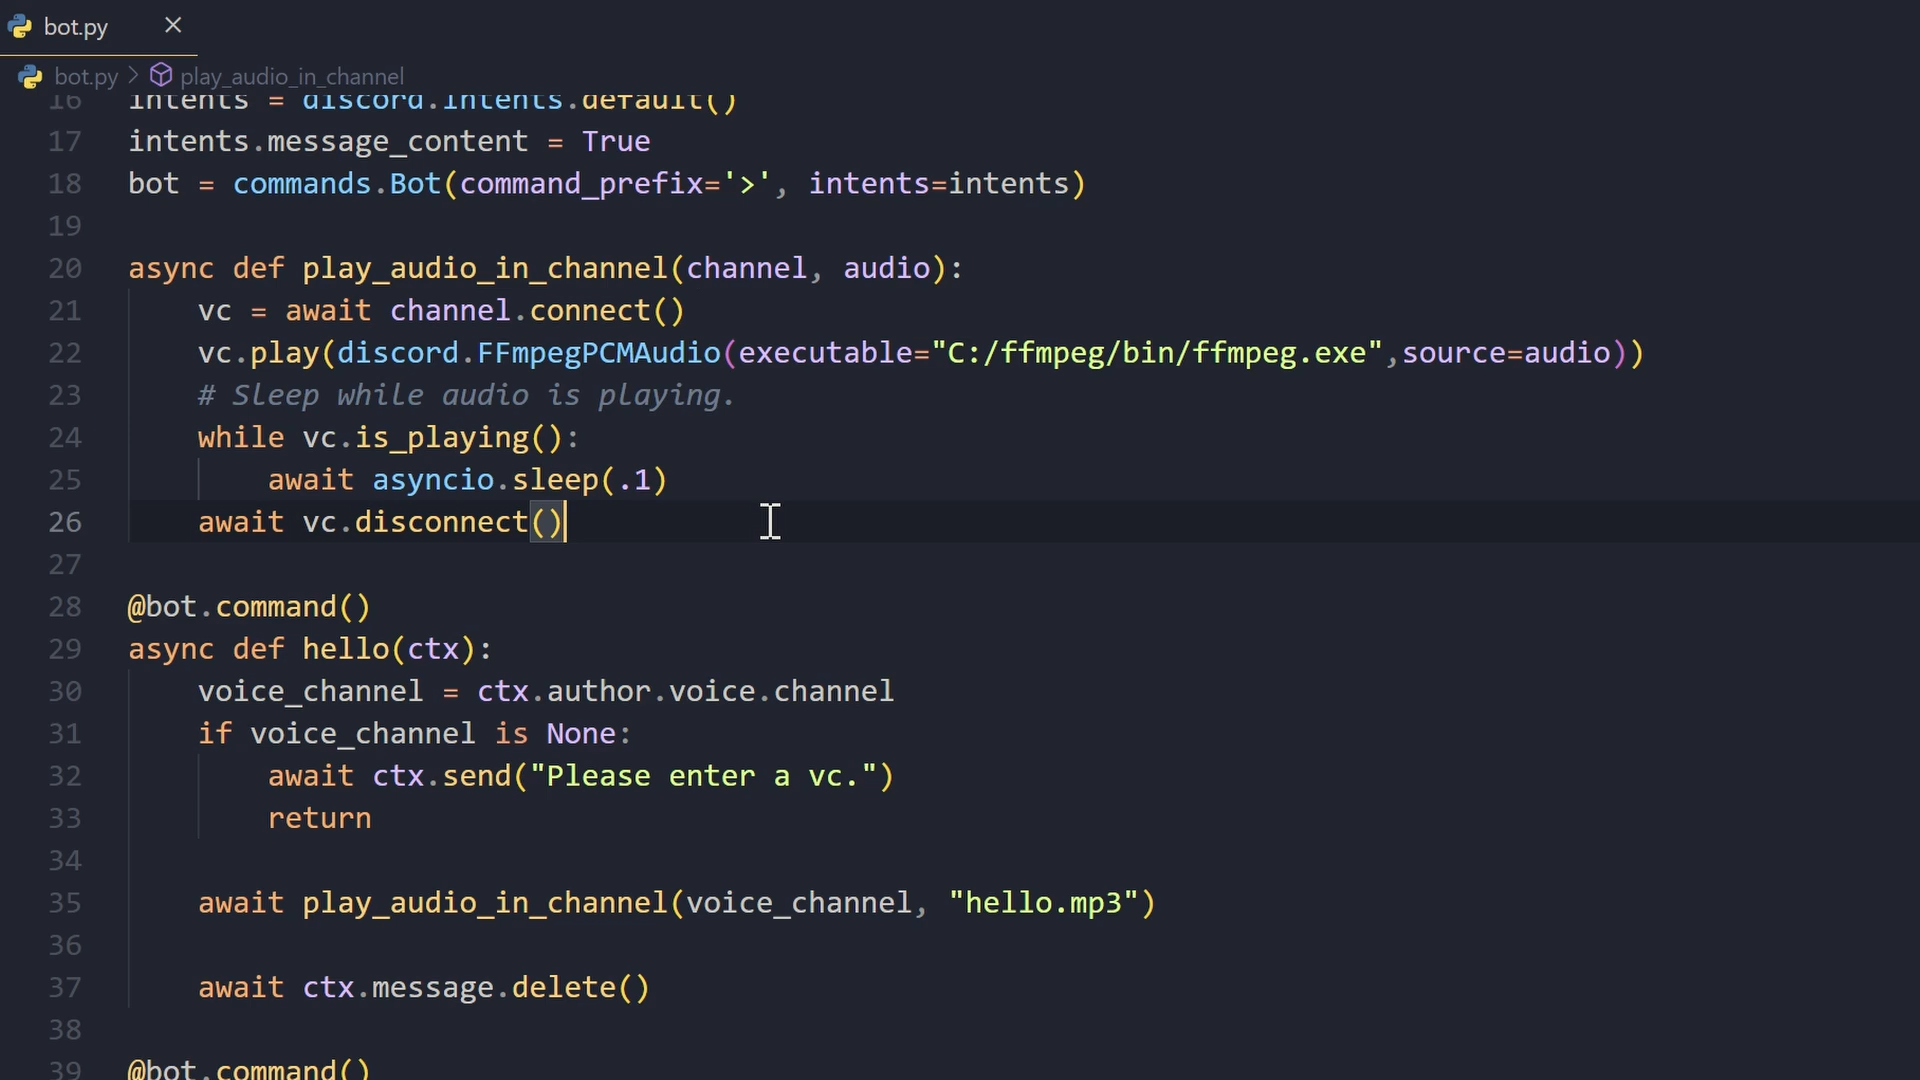 bot.py
bot.py > play_audio_in_channel
16 intents = discord.Intents.default()
17 intents.message_content = True
18 bot = commands.Bot(command_prefix='>', intents=intents)
19
20 async def play_audio_in_channel(channel, audio):
21     vc = await channel.connect()
22     vc.play(discord.FFmpegPCMAudio(executable="C:/ffmpeg/bin/ffmpeg.exe",source=audio))
23     # Sleep while audio is playing.
24     while vc.is_playing():
25         await asyncio.sleep(.1)
26     await vc.disconnect()
27
28 @bot.command()
29 async def hello(ctx):
30     voice_channel = ctx.author.voice.channel
31     if voice_channel is None:
32         await ctx.send("Please enter a vc.")
33         return
34
35     await play_audio_in_channel(voice_channel, "hello.mp3")
36
37     await ctx.message.delete()
38
39 @bot.command()